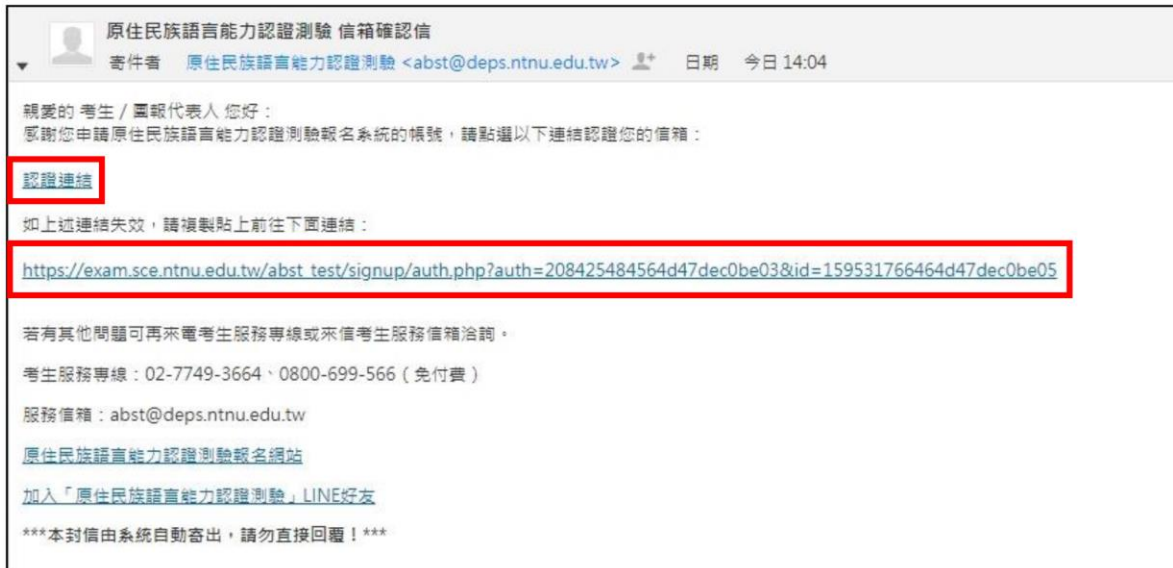 原住民族語言能力認證測驗 信箱確認信
寄件者 原住民族語言能力認證測驗 <abst@deps.ntnu.edu.tw> 日期 今日 14:04
親愛的 考生 / 團報代表人 您好：
感謝您申請原住民族語言能力認證測驗報名系統的帳號，請點選以下連結認證您的信箱：
認證連結
如上述連結失效，請複製貼上前往下面連結：
https://exam.sce.ntnu.edu.tw/abst_test/signup/auth.php?auth=208425484564d47dec0be03&id=159531766464d47dec0be05
若有其他問題可再來電考生服務專線或來信考生服務信箱洽詢。
考生服務專線：02-7749-3664、0800-699-566（免付費）
服務信箱：abst@deps.ntnu.edu.tw
原住民族語言能力認證測驗報名網站
加入「原住民族語言能力認證測驗」LINE好友
***本封信由系統自動寄出，請勿直接回覆！***